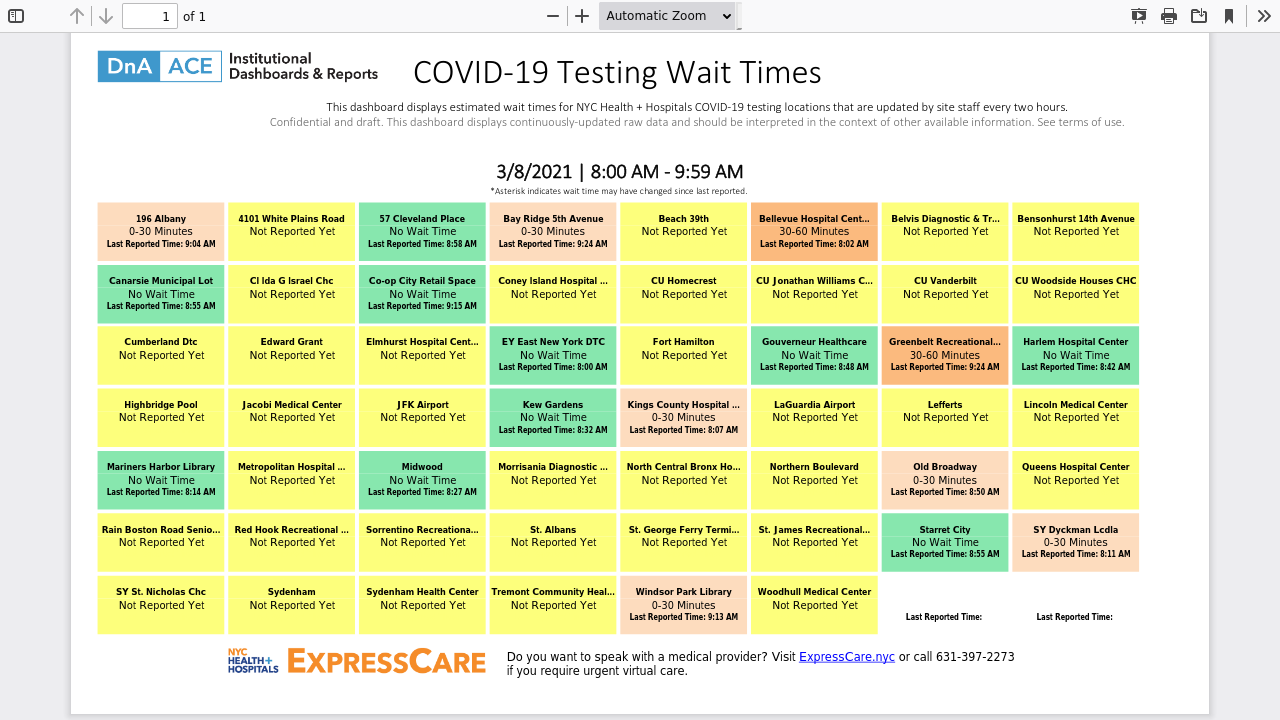 1 of 1 Automatic Zoom
DnA ACE Institutional Dashboards & Reports
COVID-19 Testing Wait Times
This dashboard displays estimated wait times for NYC Health + Hospitals COVID-19 testing locations that are updated by site staff every two hours.
Confidential and draft. This dashboard displays continuously-updated raw data and should be interpreted in the context of other available information. See terms of use.
3/8/2021 | 8:00 AM - 9:59 AM
*Asterisk indicates wait time may have changed since last reported.
196 Albany 4101 White Plains Road 57 Cleveland Place Bay Ridge 5th Avenue Beach 39th Bellevue Hospital Cent... Belvis Diagnostic & Tr... Bensonhurst 14th Avenue
0-30 Minutes Not Reported Yet No Wait Time 0-30 Minutes Not Reported Yet 30-60 Minutes Not Reported Yet Not Reported Yet
Last Reported Time: 9:04 AM Last Reported Time: 8:58 AM Last Reported Time: 9:24 AM Last Reported Time: 8:02 AM
Canarsie Municipal Lot CI Ida G Israel Chc Co-op City Retail Space Coney Island Hospital ... CU Homecrest CU Jonathan Williams C... CU Vanderbilt CU Woodside Houses CHC
No Wait Time Not Reported Yet No Wait Time Not Reported Yet Not Reported Yet Not Reported Yet Not Reported Yet Not Reported Yet
Last Reported Time: 8:55 AM Last Reported Time: 9:15 AM
Cumberland Dtc Edward Grant Elmhurst Hospital Cent... EY East New York DTC Fort Hamilton Gouverneur Healthcare Greenbelt Recreational... Harlem Hospital Center
Not Reported Yet Not Reported Yet Not Reported Yet No Wait Time Not Reported Yet No Wait Time 30-60 Minutes No Wait Time
Last Reported Time: 8:00 AM Last Reported Time: 8:48 AM Last Reported Time: 9:24 AM Last Reported Time: 8:42 AM
Highbridge Pool Jacobi Medical Center JFK Airport Kew Gardens Kings County Hospital ... LaGuardia Airport Lefferts Lincoln Medical Center
Not Reported Yet Not Reported Yet Not Reported Yet No Wait Time 0-30 Minutes Not Reported Yet Not Reported Yet Not Reported Yet
Last Reported Time: 8:32 AM Last Reported Time: 8:07 AM
Mariners Harbor Library Metropolitan Hospital ... Midwood Morrisania Diagnostic ... North Central Bronx Ho... Northern Boulevard Old Broadway Queens Hospital Center
No Wait Time Not Reported Yet No Wait Time Not Reported Yet Not Reported Yet Not Reported Yet 0-30 Minutes Not Reported Yet
Last Reported Time: 8:14 AM Last Reported Time: 8:27 AM Last Reported Time: 8:50 AM
Rain Boston Road Senio... Red Hook Recreational ... Sorrentino Recreationa... St. Albans St. George Ferry Termi... St. James Recreational... Starret City SY Dyckman Lcdla
Not Reported Yet Not Reported Yet Not Reported Yet Not Reported Yet Not Reported Yet Not Reported Yet No Wait Time 0-30 Minutes
Last Reported Time: 8:55 AM Last Reported Time: 8:11 AM
SY St. Nicholas Chc Sydenham Sydenham Health Center Tremont Community Heal... Windsor Park Library Woodhull Medical Center
Not Reported Yet Not Reported Yet Not Reported Yet Not Reported Yet 0-30 Minutes Not Reported Yet
Last Reported Time: 9:13 AM Last Reported Time: Last Reported Time:
NYC HEALTH+ HOSPITALS EXPRESSCARE
Do you want to speak with a medical provider? Visit ExpressCare.nyc or call 631-397-2273
if you require urgent virtual care.